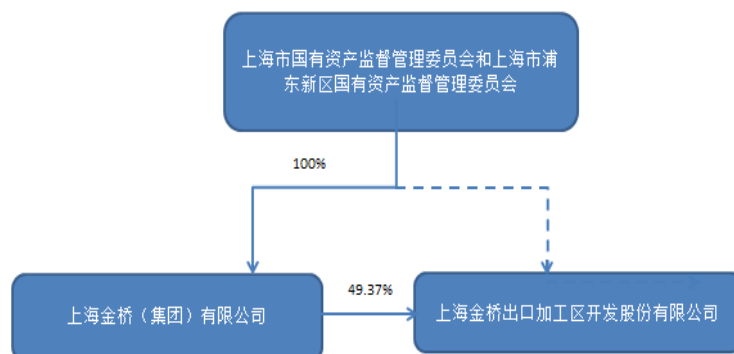 上海市国有资产监督管理委员会和上海市浦
东新区国有资产监督管理委员会
100%
49.37%
上海金桥（集团）有限公司
上海金桥出口加工区开发股份有限公司